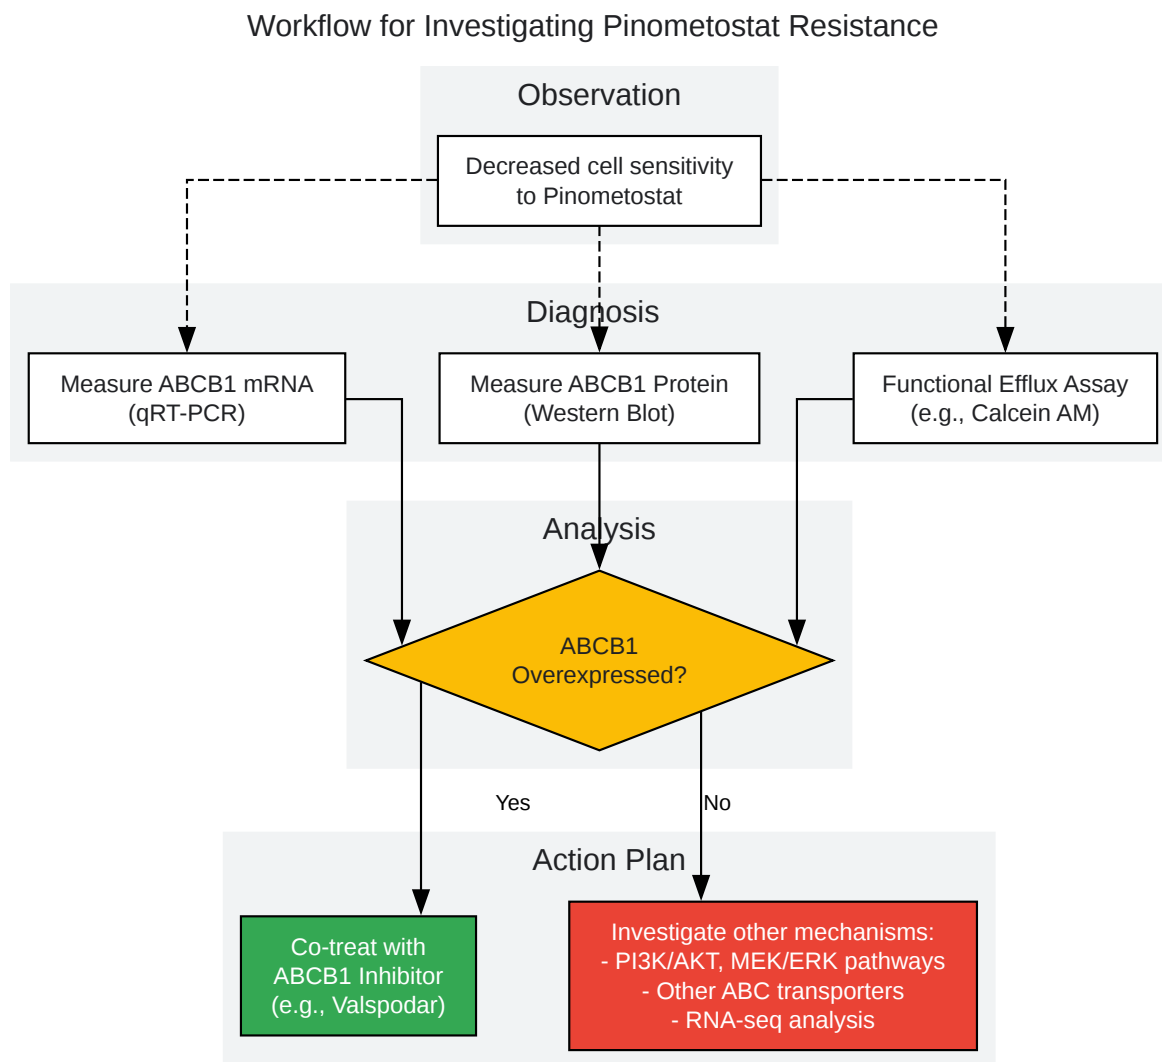 Workflow for Investigating Pinometostat Resistance
Observation
Decreased cell sensitivity
to Pinometostat
Diagnosis
Measure ABCB1 mRNA
(qRT-PCR)
Measure ABCB1 Protein
(Western Blot)
Functional Efflux Assay
(e.g., Calcein AM)
Analysis
ABCB1
Overexpressed?
Yes
No
Action Plan
Co-treat with
ABCB1 Inhibitor
(e.g., Valspodar)
Investigate other mechanisms:
- PI3K/AKT, MEK/ERK pathways
- Other ABC transporters
- RNA-seq analysis